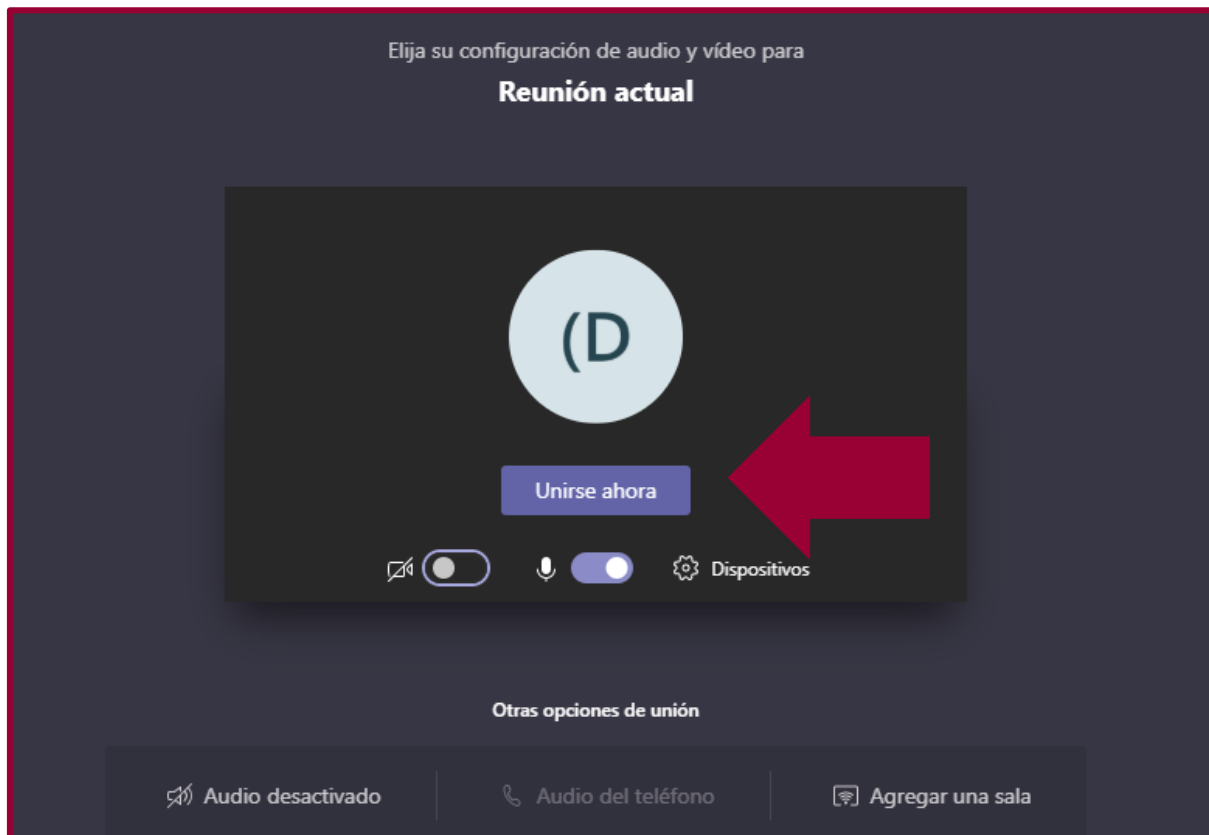 Elija su configuración de audio y vídeo para
Reunión actual
(D
Unirse ahora
Dispositivos
Otras opciones de unión
Audio desactivado
Audio del teléfono
Agregar una sala